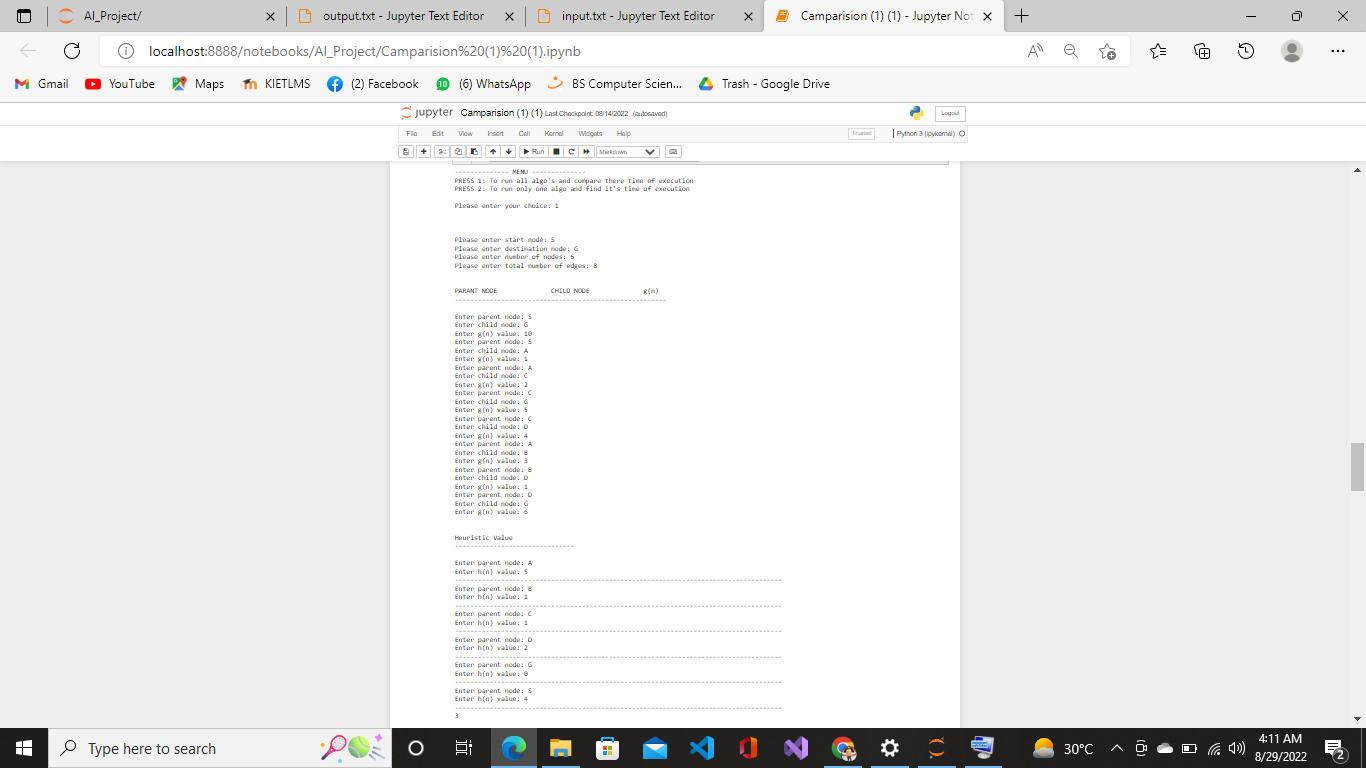 AI_Project/
output.txt - Jupyter Text Editor
input.txt - Jupyter Text Editor
Camparision (1) (1) - Jupyter Not
localhost:8888/notebooks/AI_Project/Camparision%20(1)%20(1).ipynb
Gmail
YouTube
Maps
KIETLMS
(2) Facebook
10
(6) WhatsApp
BS Computer Scien...
Trash - Google Drive
jupyter Camparision (1) (1) Last Checkpoint: 08/14/2022 (autosaved)
Logout
File Edit View Insert Cell Kernel Widgets Help
Trusted
Python 3 (ipykernel)
Run
Markdown
-------------- MENU --------------
PRESS 1: To run all algo's and compare there time of execution
PRESS 2: To run only one algo and find it's time of execution
Please enter your choice: 1
Please enter start node: S
Please enter destination node: G
Please enter number of nodes: 6
Please enter total number of edges: 8
PARANT NODE CHILD NODE g(n)
-------------------------------------------------------
Enter parent node: S
Enter child node: G
Enter g(n) value: 10
Enter parent node: S
Enter child node: A
Enter g(n) value: 1
Enter parent node: A
Enter child node: C
Enter g(n) value: 2
Enter parent node: C
Enter child node: G
Enter g(n) value: 5
Enter parent node: C
Enter child node: D
Enter g(n) value: 4
Enter parent node: A
Enter child node: B
Enter g(n) value: 3
Enter parent node: B
Enter child node: D
Enter g(n) value: 1
Enter parent node: D
Enter child node: G
Enter g(n) value: 6
Heuristic Value
-------------------------------
Enter parent node: A
Enter h(n) value: 5
-------------------------------------------------------------------------------------
Enter parent node: B
Enter h(n) value: 1
-------------------------------------------------------------------------------------
Enter parent node: C
Enter h(n) value: 1
-------------------------------------------------------------------------------------
Enter parent node: D
Enter h(n) value: 2
-------------------------------------------------------------------------------------
Enter parent node: G
Enter h(n) value: 0
-------------------------------------------------------------------------------------
Enter parent node: S
Enter h(n) value: 4
-------------------------------------------------------------------------------------
3
Type here to search
30°C
4:11 AM
8/29/2022
2